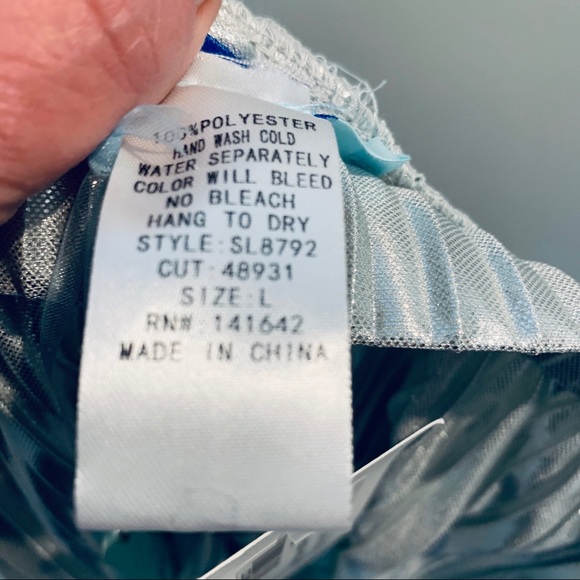 100%POLYESTER
HAND WASH COLD
WATER SEPARATELY
COLOR WILL BLEED
NO BLEACH
HANG TO DRY
STYLE:SL8792
CUT:48931
SIZE:L
RN#:141642
MADE IN CHINA